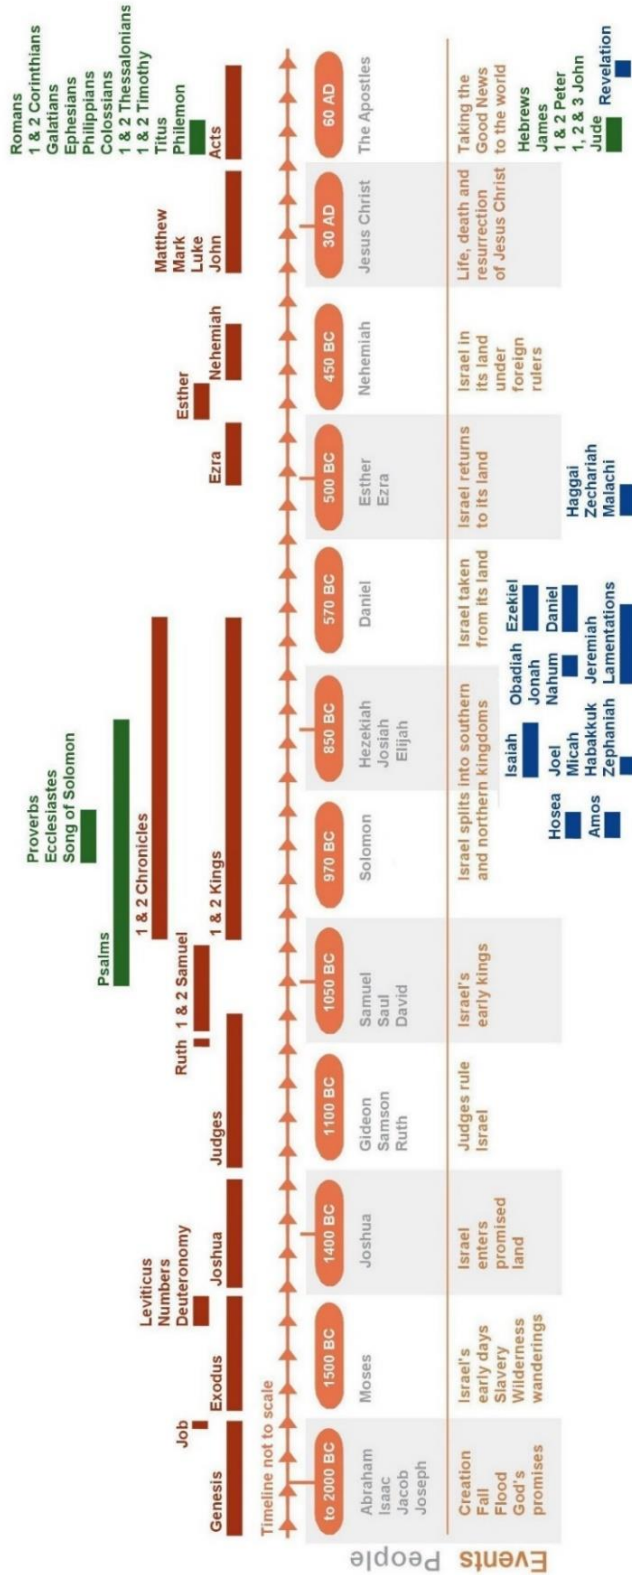 Proverbs
Ecclesiastes
Song of Solomon
Psalms
1 & 2 Chronicles
Romans
1 & 2 Corinthians
Galatians
Ephesians
Philppians
Colossians
1 & 2 Thessalonians
1 & 2 Timothy
Titus
Philemon
Matthew
Mark
Luke
John
Leviticus
Numbers
Deuteronomy
Job
Ruth
1 & 2 Samuel
Esther
Genesis
Exodus
Joshua
Judges
1 & 2 Kings
Ezra
Nehemiah
Acts
Timeline not to scale
to 2000 BC
1500 BC
1400 BC
1100 BC
1050 BC
970 BC
850 BC
570 BC
500 BC
450 BC
30 AD
60 AD
People
Abraham
Isaac
Jacob
Joseph
Moses
Joshua
Gideon
Samson
Ruth
Samuel
Saul
David
Solomon
Hezekiah
Josiah
Elijah
Daniel
Esther
Ezra
Nehemiah
Jesus Christ
The Apostles
Events
Creation
Fall
Flood
God's
promises
Israel's
early days
Slavery
Wilderness
wanderings
Israel
enters
promised
land
Judges rule
Israel
Israel's
early kings
Israel splits into southern
and northern kingdoms
Israel taken
from its land
Israel returns
to its land
Israel in
its land
under
foreign
rulers
Life, death and
resurrection
of Jesus Christ
Taking the
Good News
to the world
Hosea
Amos
Isaiah
Joel
Micah
Habakkuk
Zephaniah
Obadiah
Jonah
Nahum
Jeremiah
Lamentations
Ezekiel
Daniel
Haggai
Zechariah
Malachi
Hebrews
James
1 & 2 Peter
1, 2 & 3 John
Jude
Revelation